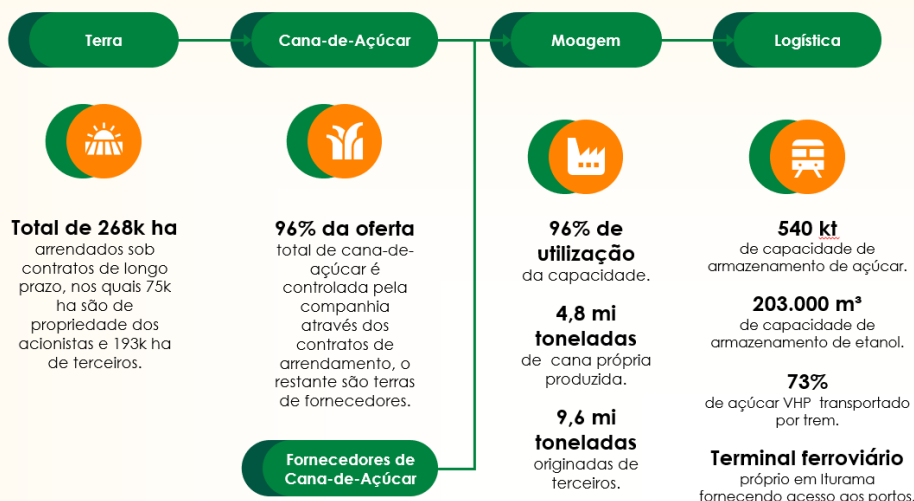 Terra
Cana-de-Açúcar
Moagem
Logística
Total de 268k ha
arrendados sob
contratos de longo
prazo, nos quais 75k
ha são de
propriedade dos
acionistas e 193k ha
de terceiros.
96% da oferta
total de cana-de-
açúcar é
controlada pela
companhia
através dos
contratos de
arrendamento, o
restante são terras
de fornecedores.
Fornecedores de
Cana-de-Açúcar
96% de
utilização
da capacidade.
4,8 mi
toneladas
de cana própria
produzida.
9,6 mi
toneladas
originadas de
terceiros.
540 kt
de capacidade de
armazenamento de açúcar.
203.000 m³
de capacidade de
armazenamento de etanol.
73%
de açúcar VHP transportado
por trem.
Terminal ferroviário
próprio em Iturama
fornecendo acesso aos portos.